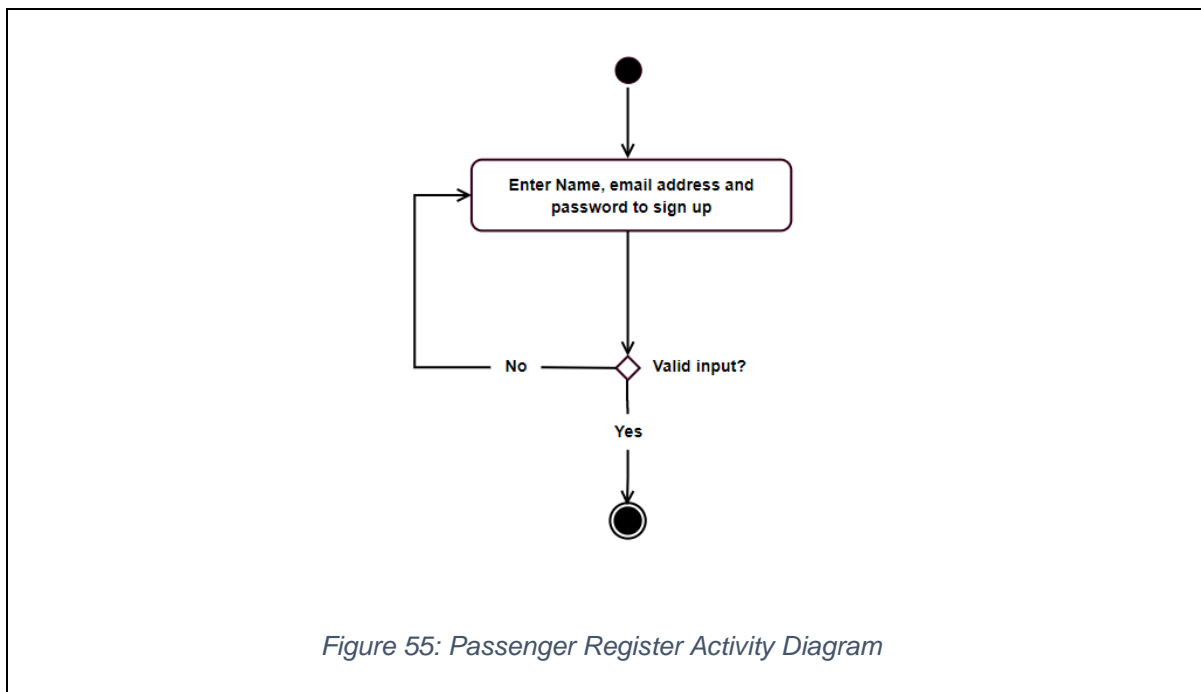 Enter Name, email address and
password to sign up
No
Valid input?
Yes
Figure 55: Passenger Register Activity Diagram